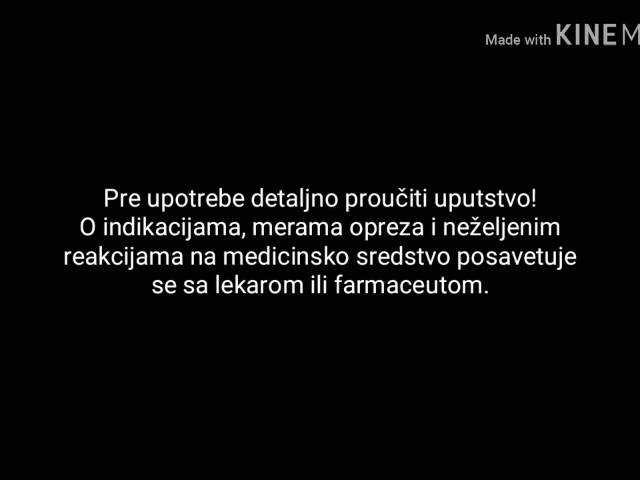 Made with KINEM
Pre upotrebe detaljno proučiti uputstvo!
O indikacijama, merama opreza i neželjenim
reakcijama na medicinsko sredstvo posavetuje
se sa lekarom ili farmaceutom.